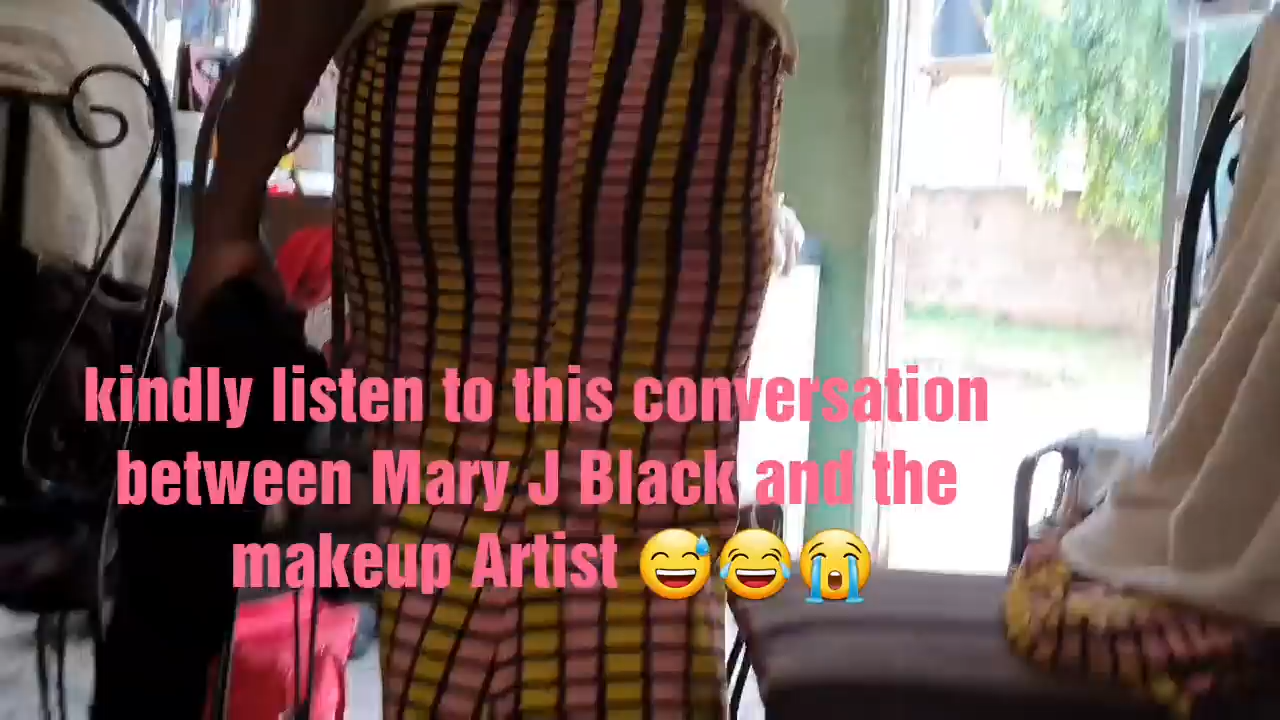 kindly listen to this conversation
between Mary J Black and the
makeup Artist 😅😂😭